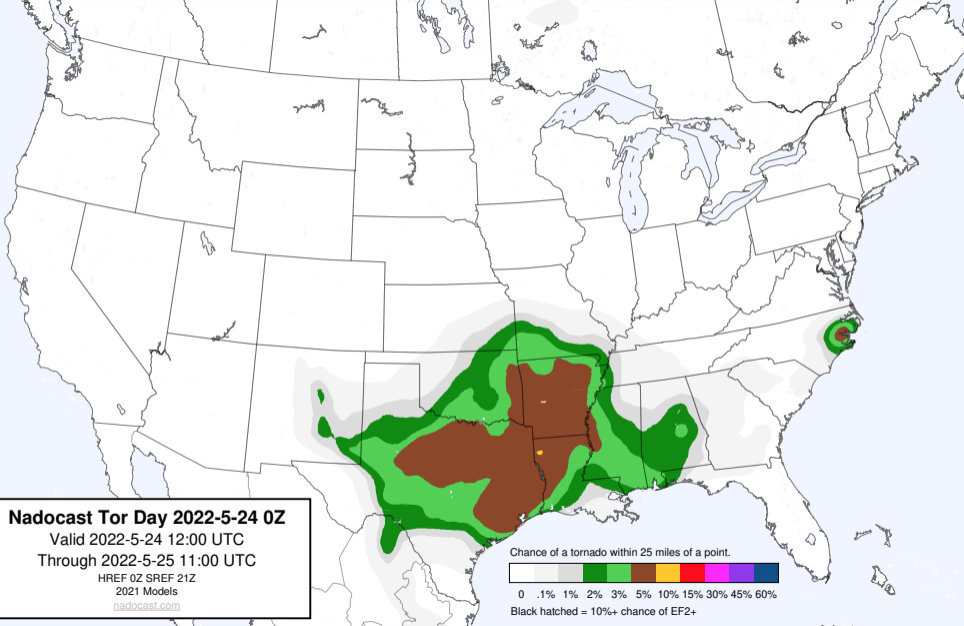 Nadocast Tor Day 2022-5-24 0Z
Valid 2022-5-24 12:00 UTC
Through 2022-5-25 11:00 UTC
HREF 0Z SREF 21Z
2021 Models
nadocast.com
Chance of a tornado within 25 miles of a point.
0 .1% 1% 2% 3% 5% 10% 15% 30% 45% 60%
Black hatched = 10%+ chance of EF2+